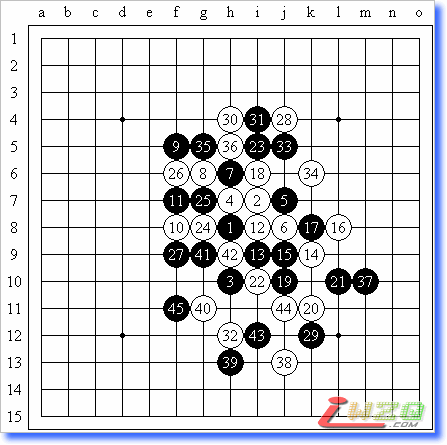 a b c d e f g h i j k l m n o
1
2
3
4 30 31 28
5 9 35 36 23 33
6 26 8 7 18 34
7 11 25 4 2 5
8 10 24 1 12 6 17 16
9 27 41 42 13 15 14
10 3 22 19 21 37
11 45 40 44 20
12 32 43 29
13 39 38
14
15
iWZQ
.COM